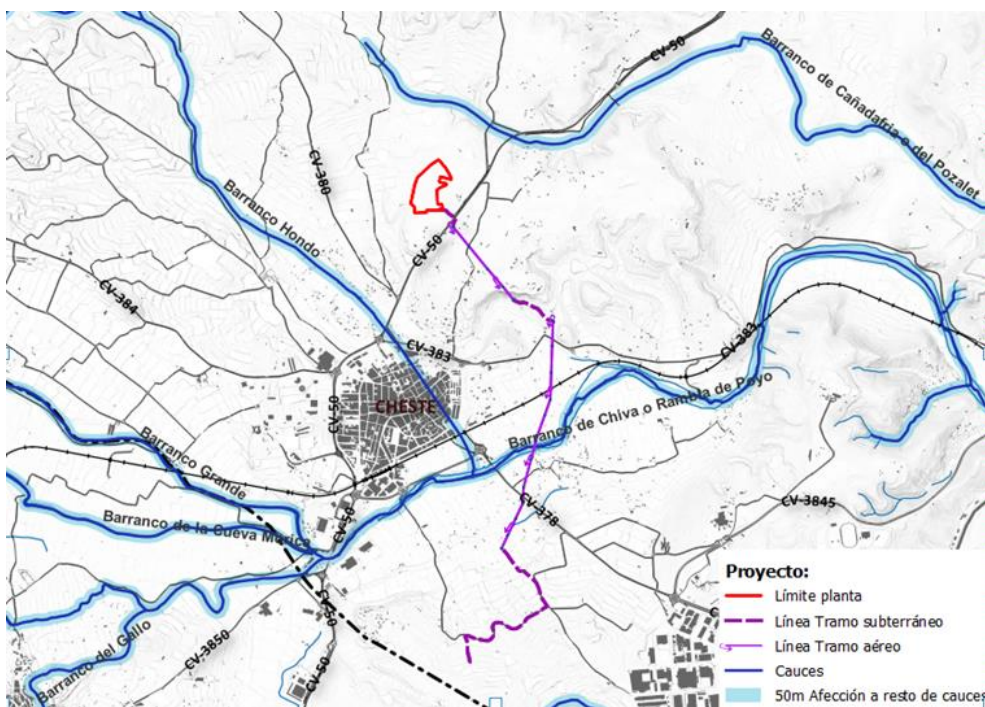 CV-50
Barranco de Cañadafria o del Pozalet
CV-380
Barranco Hondo
CV-50
CV-384
CV-383
CV-383
CHESTE
CV-50
Barranco de Chiva o Rambla de Poyo
Barranco Grande
CV-378
CV-3845
Barranco de la Cueva Morica
CV-50
CV-50
Barranco del Gallo
CV-3850
CV-50
Proyecto:
Límite planta
Línea Tramo subterráneo
Línea Tramo aéreo
Cauces
50m Afección a resto de cauces